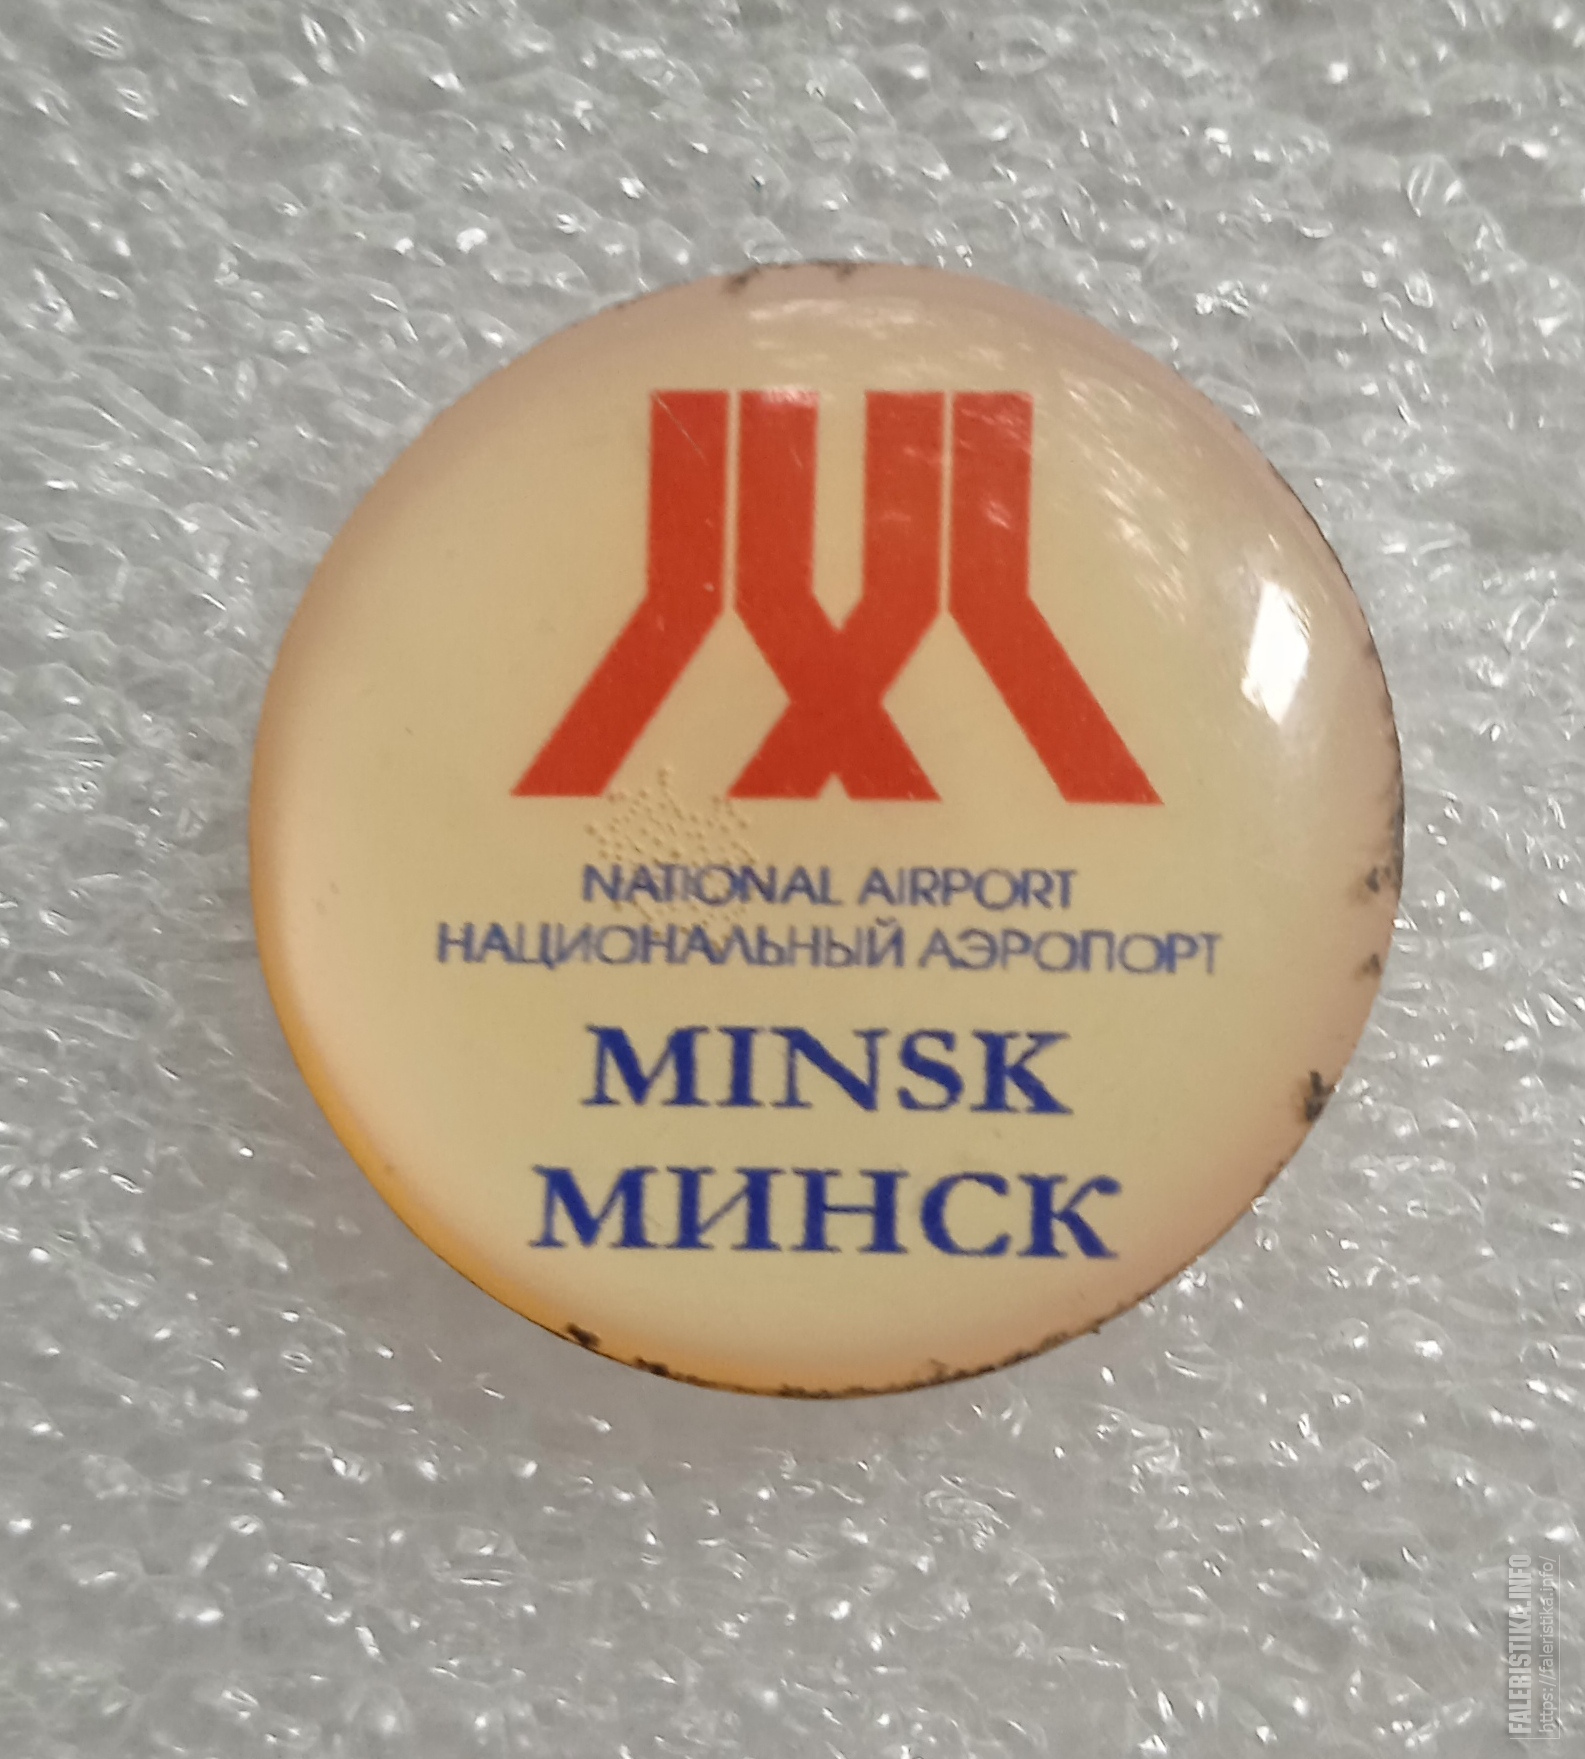 NATIONAL AIRPORT
НАЦИОНАЛЬНЫЙ АЭРОПОРТ
MINSK
МИНСК
FALERISTIKA.INFO
https://faleristika.info/